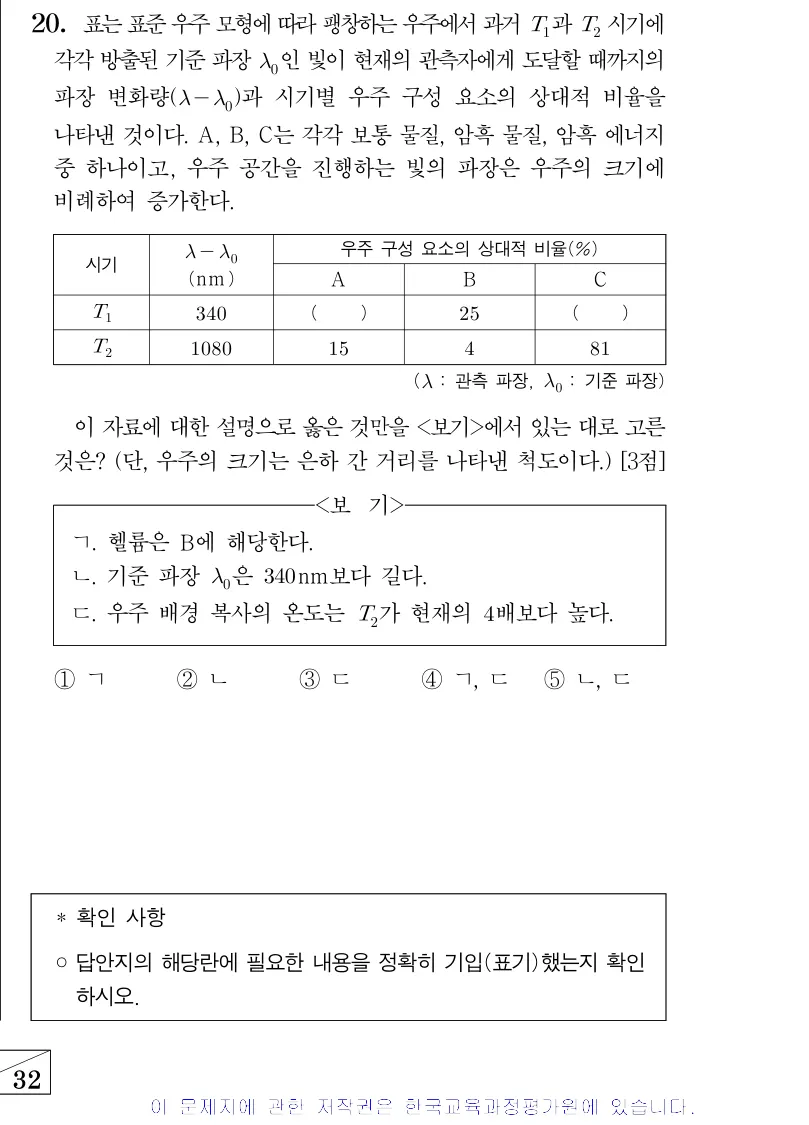 20. 표는 표준 우주 모형에 따라 팽창하는 우주에서 과거 T₁과 T₂ 시기에
각각 방출된 기준 파장 λ₀인 빛이 현재의 관측자에게 도달할 때까지의
파장 변화량(λ-λ₀)과 시기별 우주 구성 요소의 상대적 비율을
나타낸 것이다. A, B, C는 각각 보통 물질, 암흑 물질, 암흑 에너지
중 하나이고, 우주 공간을 진행하는 빛의 파장은 우주의 크기에
비례하여 증가한다.
시기 λ-λ₀ (nm) 우주 구성 요소의 상대적 비율(%)
A B C
T₁ 340 ( ) 25 ( )
T₂ 1080 15 4 81
(λ : 관측 파장, λ₀ : 기준 파장)
이 자료에 대한 설명으로 옳은 것만을 <보기>에서 있는 대로 고른
것은? (단, 우주의 크기는 은하 간 거리를 나타낸 척도이다.) [3점]
<보 기>
ㄱ. 헬륨은 B에 해당한다.
ㄴ. 기준 파장 λ₀은 340nm보다 길다.
ㄷ. 우주 배경 복사의 온도는 T₂가 현재의 4배보다 높다.
① ㄱ ② ㄴ ③ ㄷ ④ ㄱ, ㄷ ⑤ ㄴ, ㄷ
* 확인 사항
○ 답안지의 해당란에 필요한 내용을 정확히 기입(표기)했는지 확인
하시오.
32
이 문제지에 관한 저작권은 한국교육과정평가원에 있습니다.